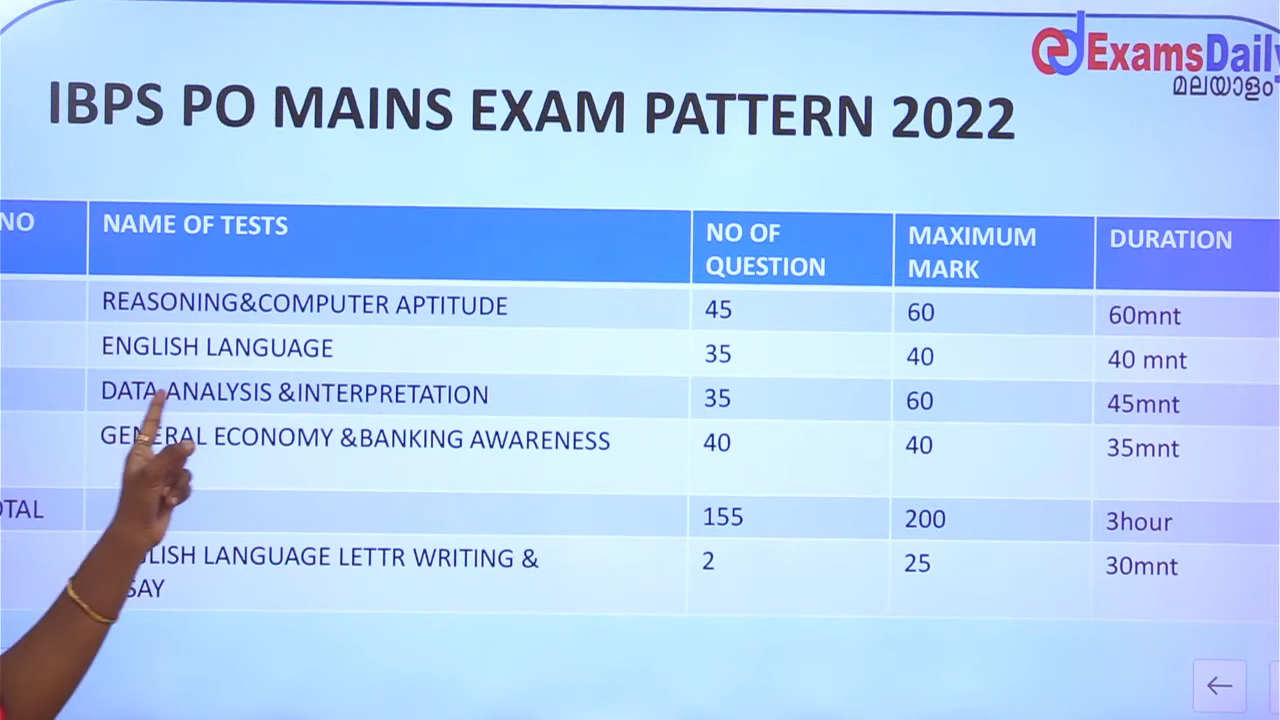 ExamsDaily
മലയാളം
IBPS PO MAINS EXAM PATTERN 2022
NO NAME OF TESTS NO OF QUESTION MAXIMUM MARK DURATION
REASONING&COMPUTER APTITUDE 45 60 60mnt
ENGLISH LANGUAGE 35 40 40 mnt
DATA ANALYSIS &INTERPRETATION 35 60 45mnt
GENERAL ECONOMY &BANKING AWARENESS 40 40 35mnt
OTAL 155 200 3hour
LISH LANGUAGE LETTR WRITING & 2 25 30mnt
SAY